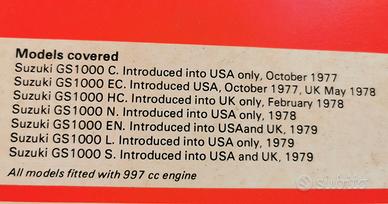 Models covered
Suzuki GS1000 C. Introduced into USA only, October 1977
Suzuki GS1000 EC. Introduced USA, October 1977, UK May 1978
Suzuki GS1000 HC. Introduced into UK only, February 1978
Suzuki GS1000 N. Introduced into USA only, 1978
Suzuki GS1000 EN. Introduced into USAand UK, 1979
Suzuki GS1000 L. Introduced into USA only, 1979
Suzuki GS1000 S. Introduced into USA and UK, 1979
All models fitted with 997 cc engine
subito